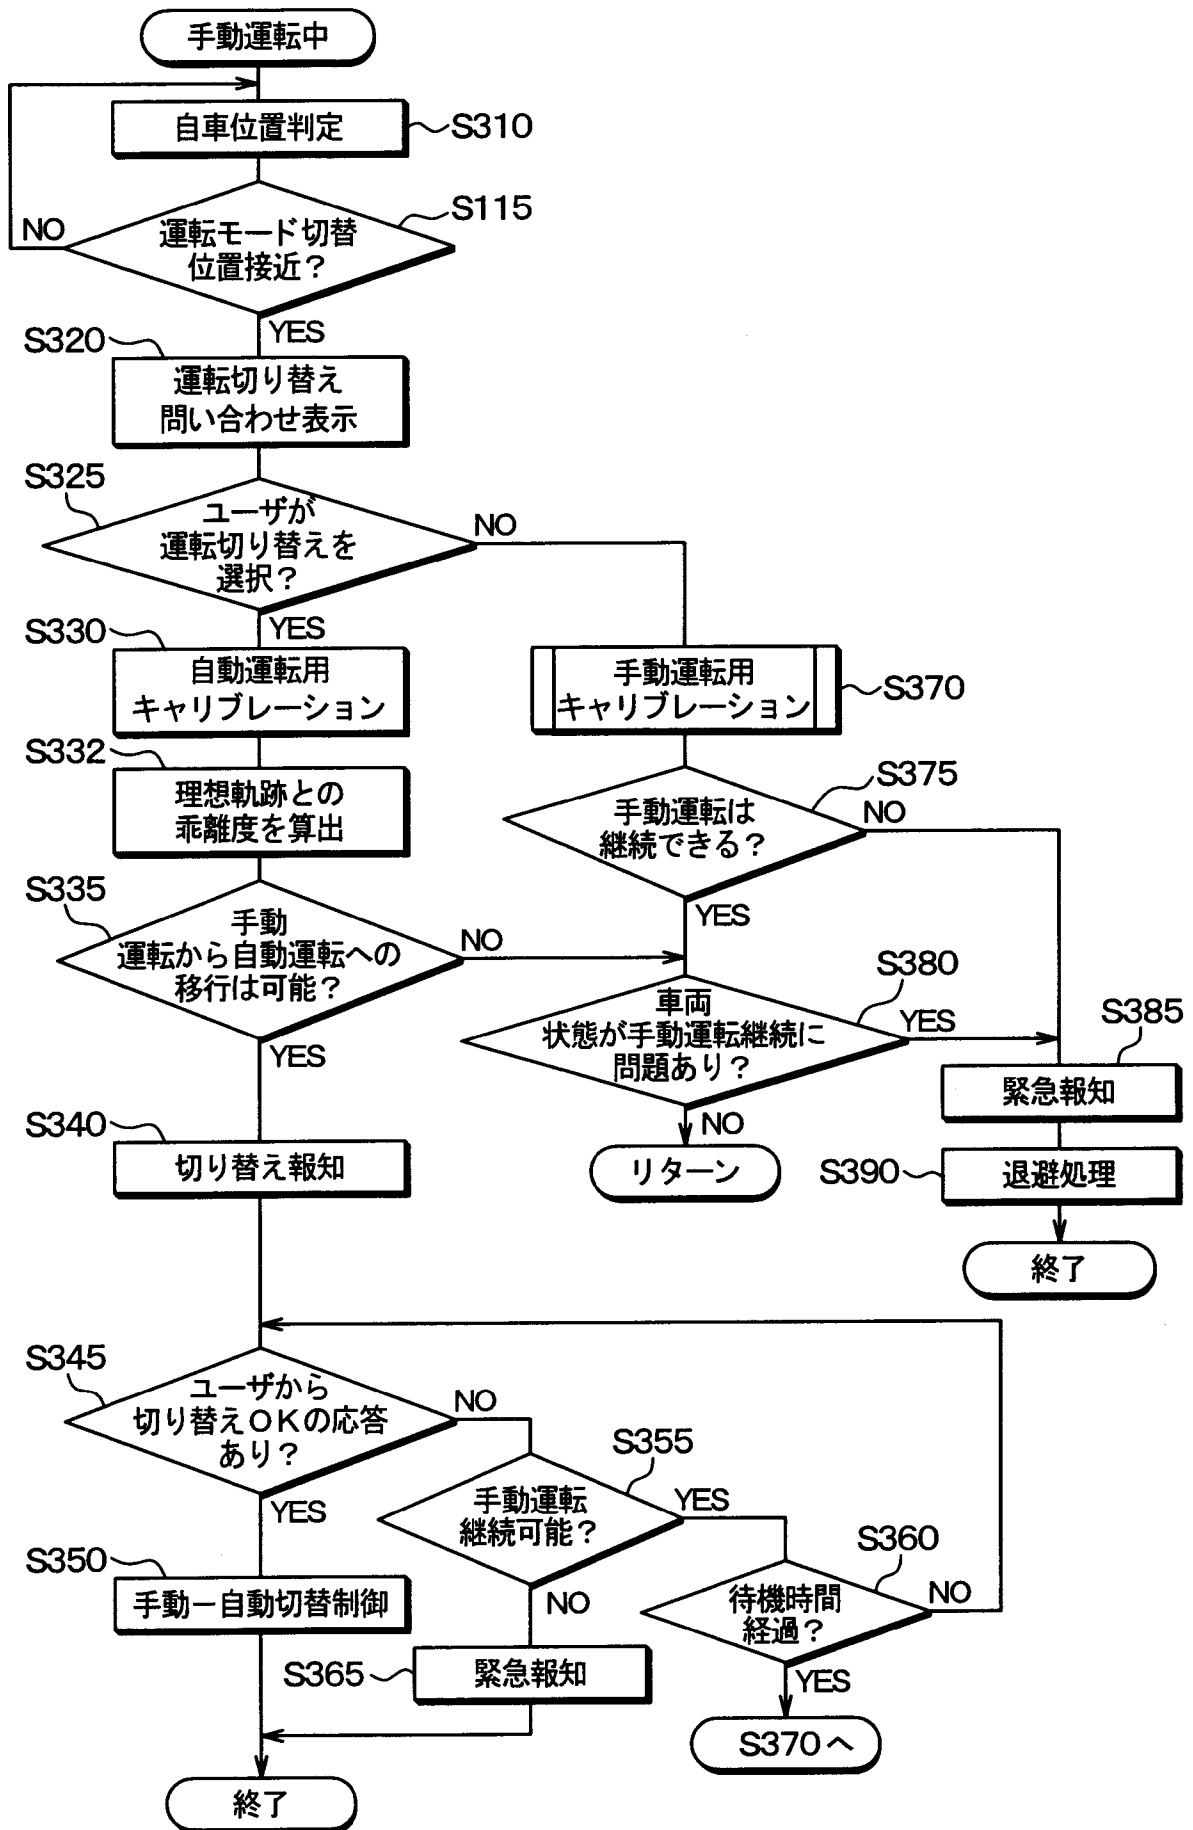 手動運転中
自車位置判定
S310
S115
運転モード切替
位置接近？
NO
YES
S320
運転切り替え
問い合わせ表示
S325
ユーザが
運転切り替えを
選択？
NO
YES
S330
自動運転用
キャリブレーション
手動運転用
キャリブレーション
S370
S332
理想軌跡との
乖離度を算出
S375
手動運転は
継続できる？
NO
YES
S335
手動
運転から自動運転への
移行は可能？
NO
YES
S380
車両
状態が手動運転継続に
問題あり？
YES
NO
リターン
S385
緊急報知
S390
退避処理
終了
S340
切り替え報知
S345
ユーザから
切り替えOKの応答
あり？
NO
YES
S355
手動運転
継続可能？
YES
NO
S360
待機時間
経過？
NO
YES
S350
手動－自動切替制御
S365
緊急報知
S370へ
終了